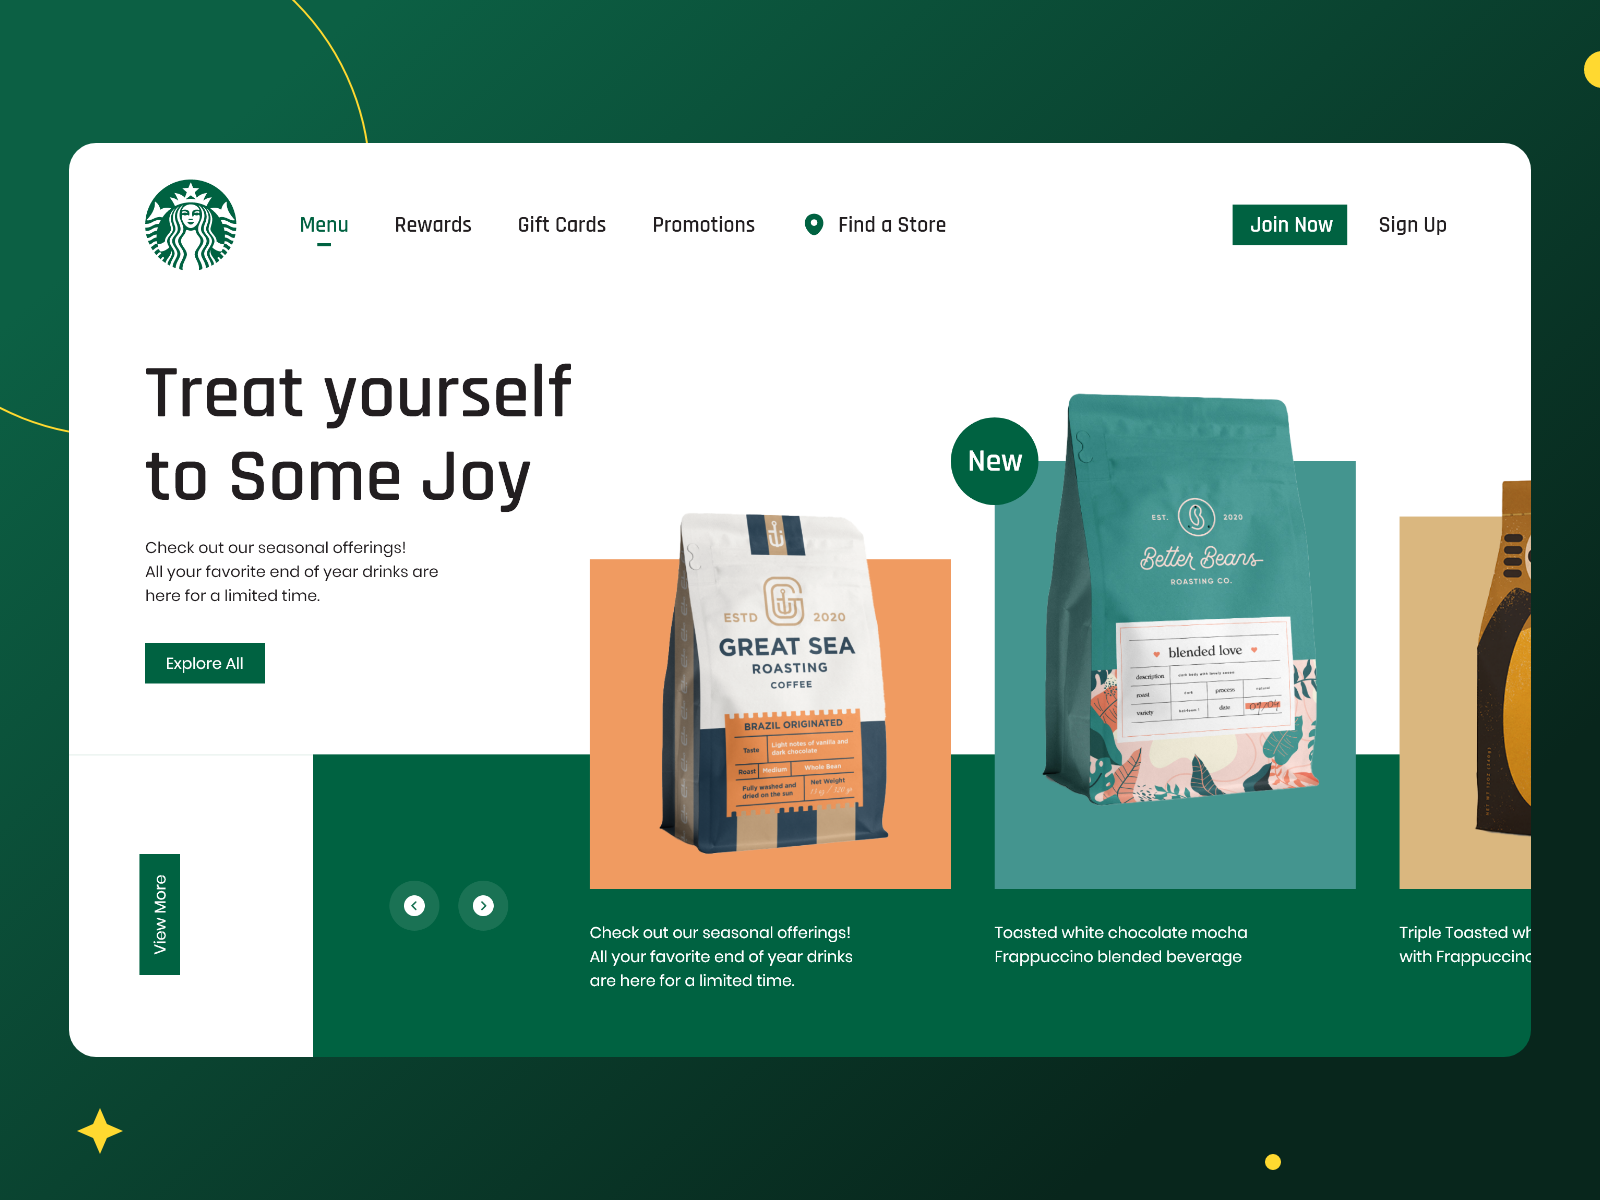 Menu
Rewards
Gift Cards
Promotions
Find a Store
Join Now
Sign Up
Treat yourself
to Some Joy
Check out our seasonal offerings!
All your favorite end of year drinks are
here for a limited time.
Explore All
View More
ESTD 2020
GREAT SEA
ROASTING
COFFEE
BRAZIL ORIGINATED
Taste
Light notes of vanilla and
dark chocolate
Roast Medium Whole Bean
Fully washed and
dried on the sun
Net Weight
Check out our seasonal offerings!
All your favorite end of year drinks
are here for a limited time.
New
EST. 2020
Better Beans
ROASTING CO.
blended love
description
roast
process
variety
date
Toasted white chocolate mocha
Frappuccino blended beverage
Triple Toasted wh
with Frappuccino